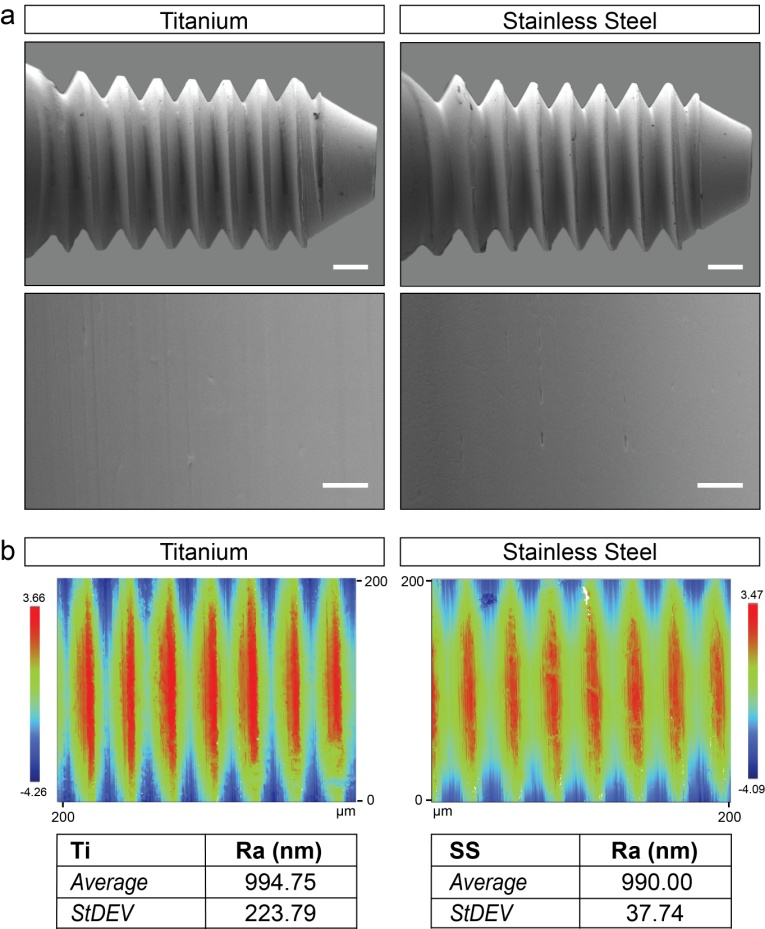 a
Titanium
Stainless Steel
b
Titanium
Stainless Steel
3.66
-4.26
200
0
200
µm
200
0
µm
200
3.47
-4.09
Ti Ra (nm)
Average 994.75
StDEV 223.79
SS Ra (nm)
Average 990.00
StDEV 37.74